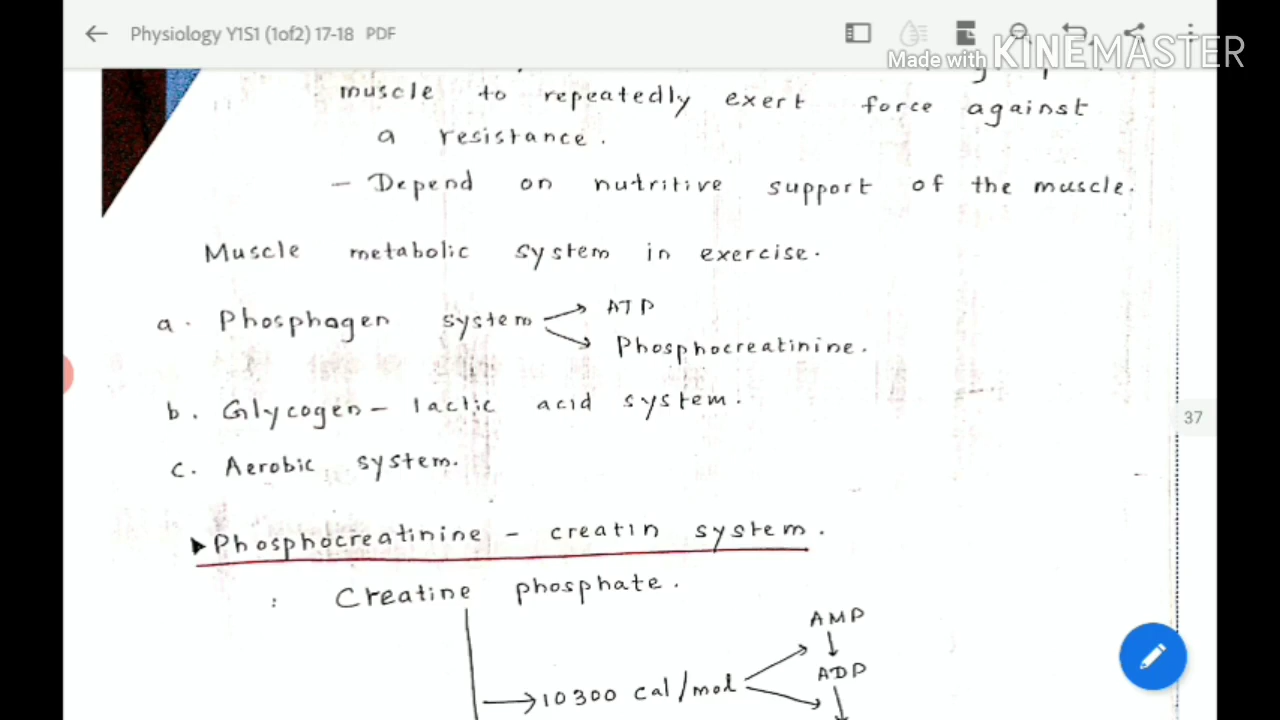 Physiology Y1S1 (1of2) 17-18 PDF
Made with KINEMASTER
muscle to repeatedly exert force against
a resistance.
- Depend on nutritive support of the muscle.
Muscle metabolic system in exercise.
a. Phosphagen system → ATP
→ Phosphocreatinine.
b. Glycogen - lactic acid system.
37
c. Aerobic system.
▶ Phosphocreatinine - creatin system.
: Creatine phosphate.
AMP
↓
→ 10300 cal/mol → ADP